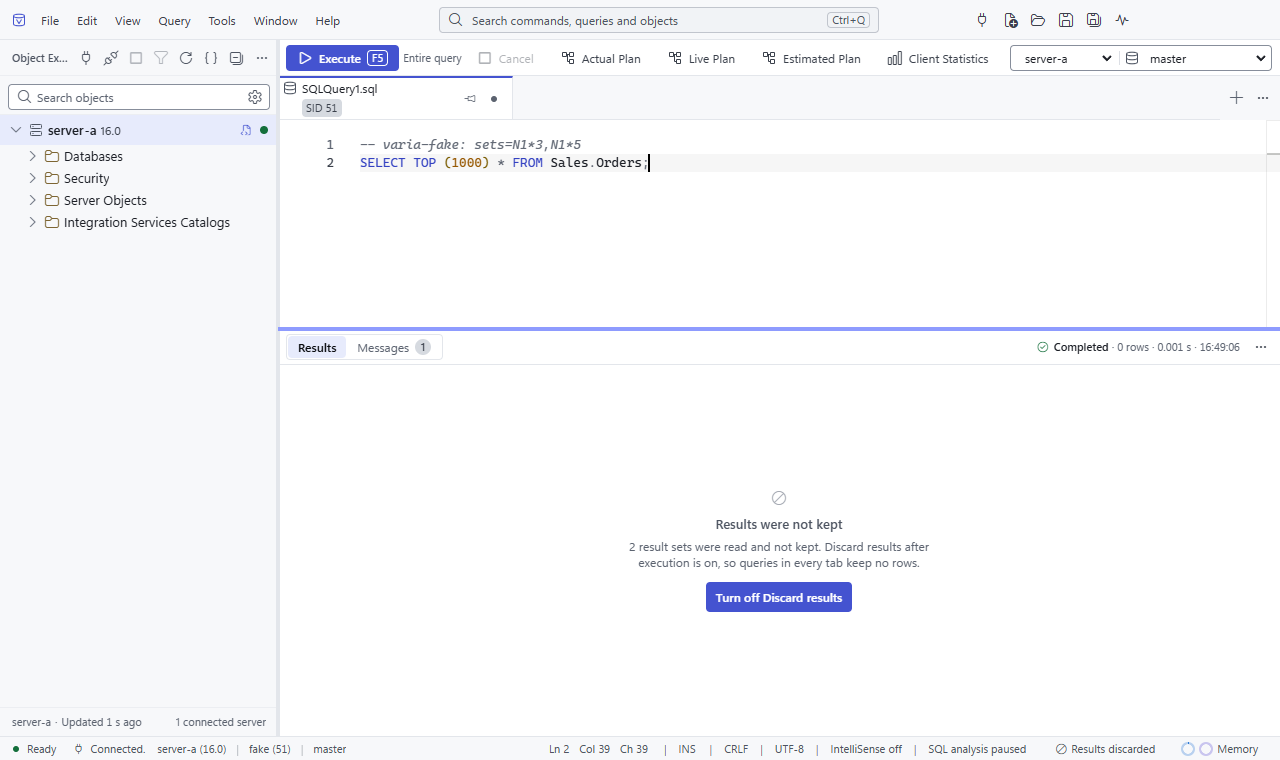 File Edit View Query Tools Window Help
Search commands, queries and objects Ctrl+Q
Object Ex...
Execute F5 Entire query Cancel Actual Plan Live Plan Estimated Plan Client Statistics server-a master
Search objects
SQLQuery1.sql
SID 51
server-a 16.0
Databases
Security
Server Objects
Integration Services Catalogs
1 -- varia-fake: sets=N1*3,N1*5
2 SELECT TOP (1000) * FROM Sales.Orders;
Results Messages 1
Completed · 0 rows · 0.001 s · 16:49:06
Results were not kept
2 result sets were read and not kept. Discard results after
execution is on, so queries in every tab keep no rows.
Turn off Discard results
server-a · Updated 1 s ago 1 connected server
Ready Connected. server-a (16.0) | fake (51) | master Ln 2 Col 39 Ch 39 | INS | CRLF | UTF-8 | IntelliSense off | SQL analysis paused Results discarded Memory